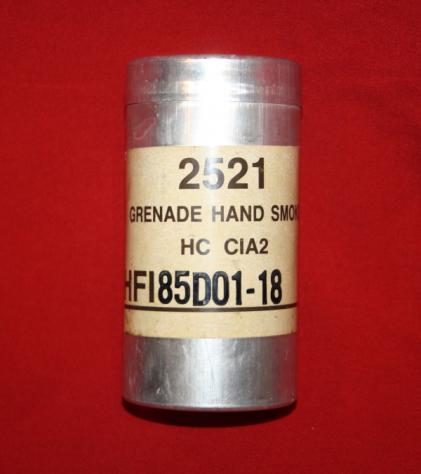 2521
GRENADE HAND SMOK
HC CIA2
HFI85D01-18